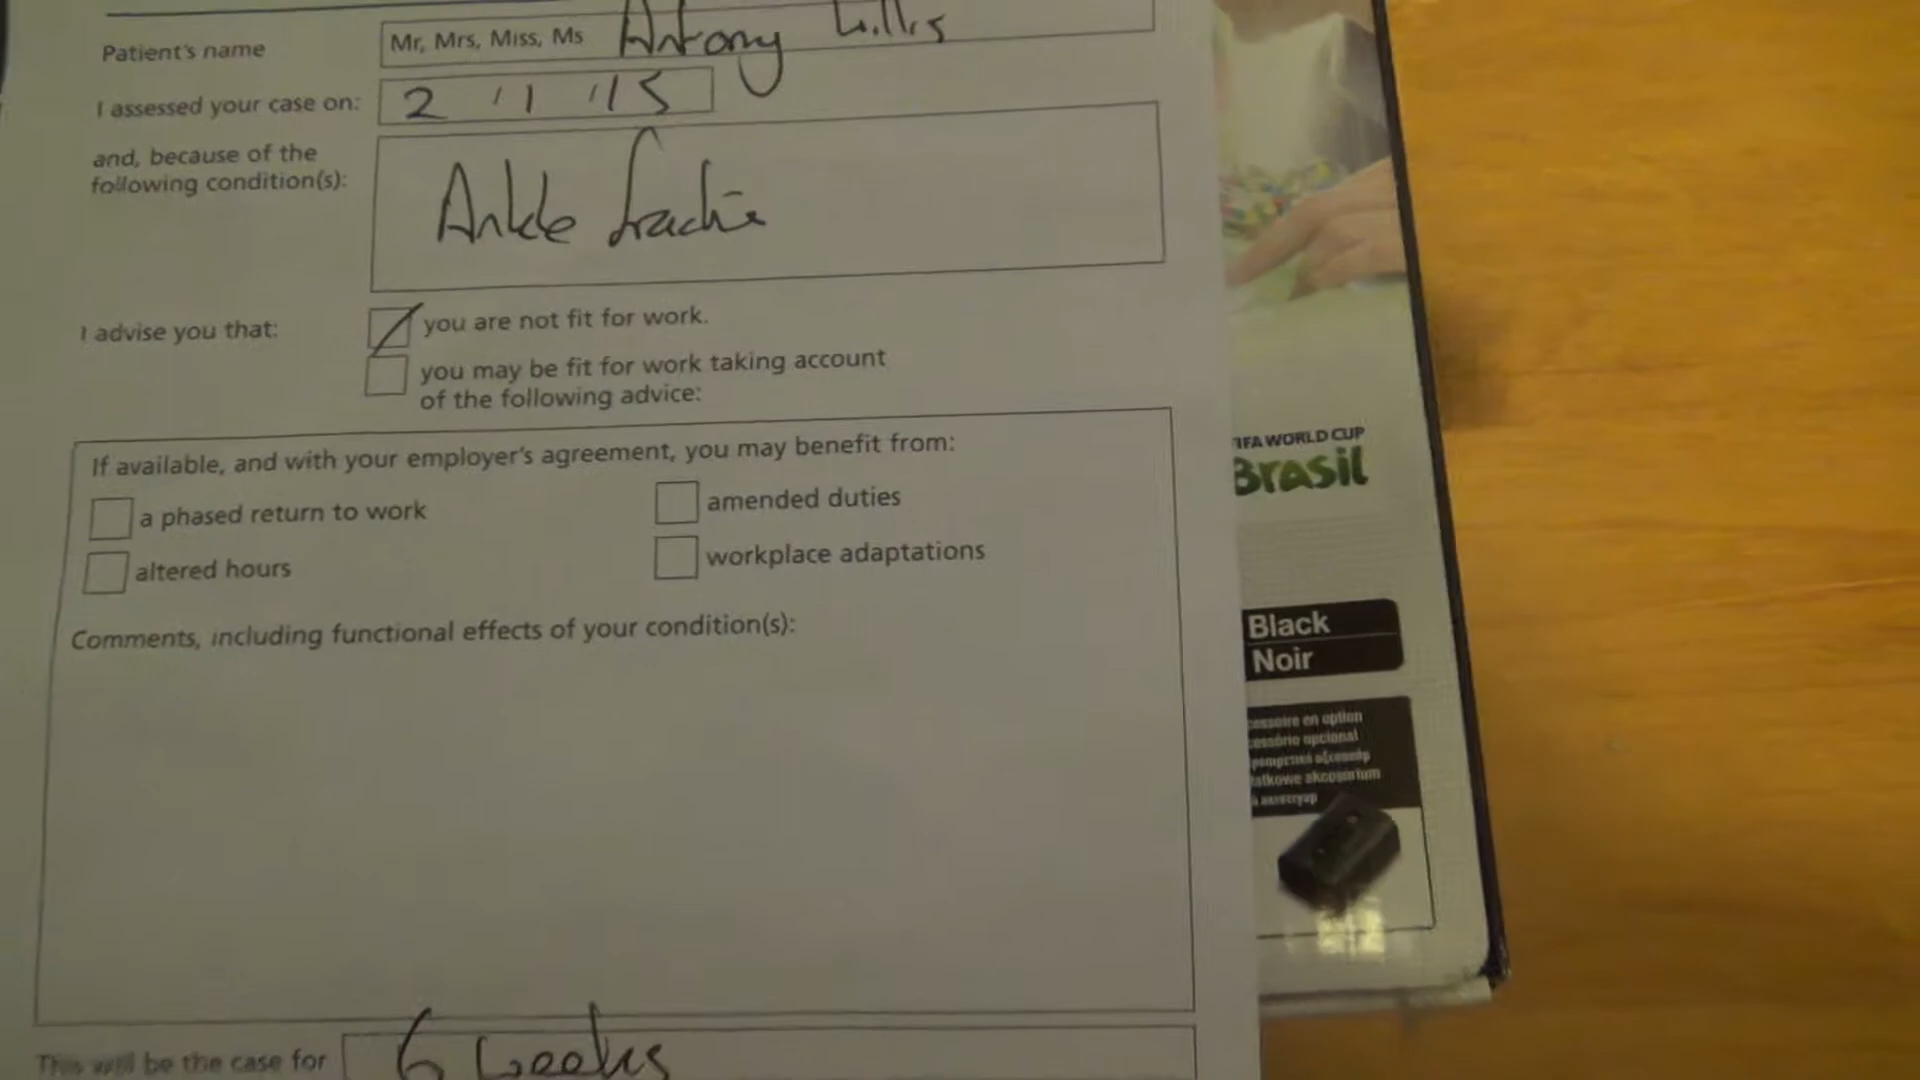 Patient's name
Mr, Mrs, Miss, Ms Antony
I assessed your case on: 2 / 1 / 15
and, because of the
following condition(s):
Ankle fracture
I advise you that:
you are not fit for work.
you may be fit for work taking account
of the following advice:
If available, and with your employer's agreement, you may benefit from:
a phased return to work
amended duties
altered hours
workplace adaptations
Comments, including functional effects of your condition(s):
This will be the case for 6 weeks
FIFA WORLD CUP
Brasil
Black
Noir
en option
opcional